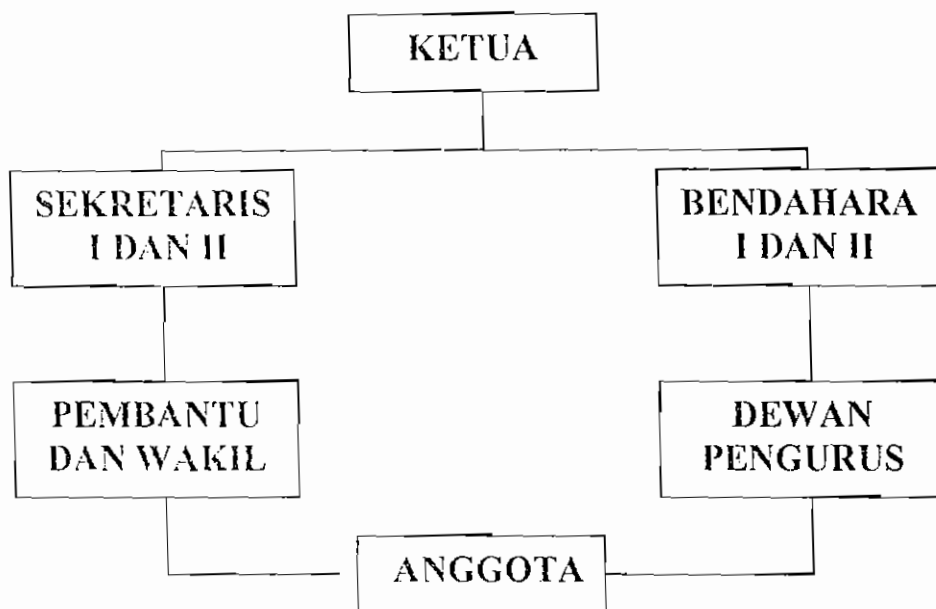 KETUA
SEKRETARIS
I DAN II
BENDAHARA
I DAN II
PEMBANTU
DAN WAKIL
DEWAN
PENGURUS
ANGGOTA